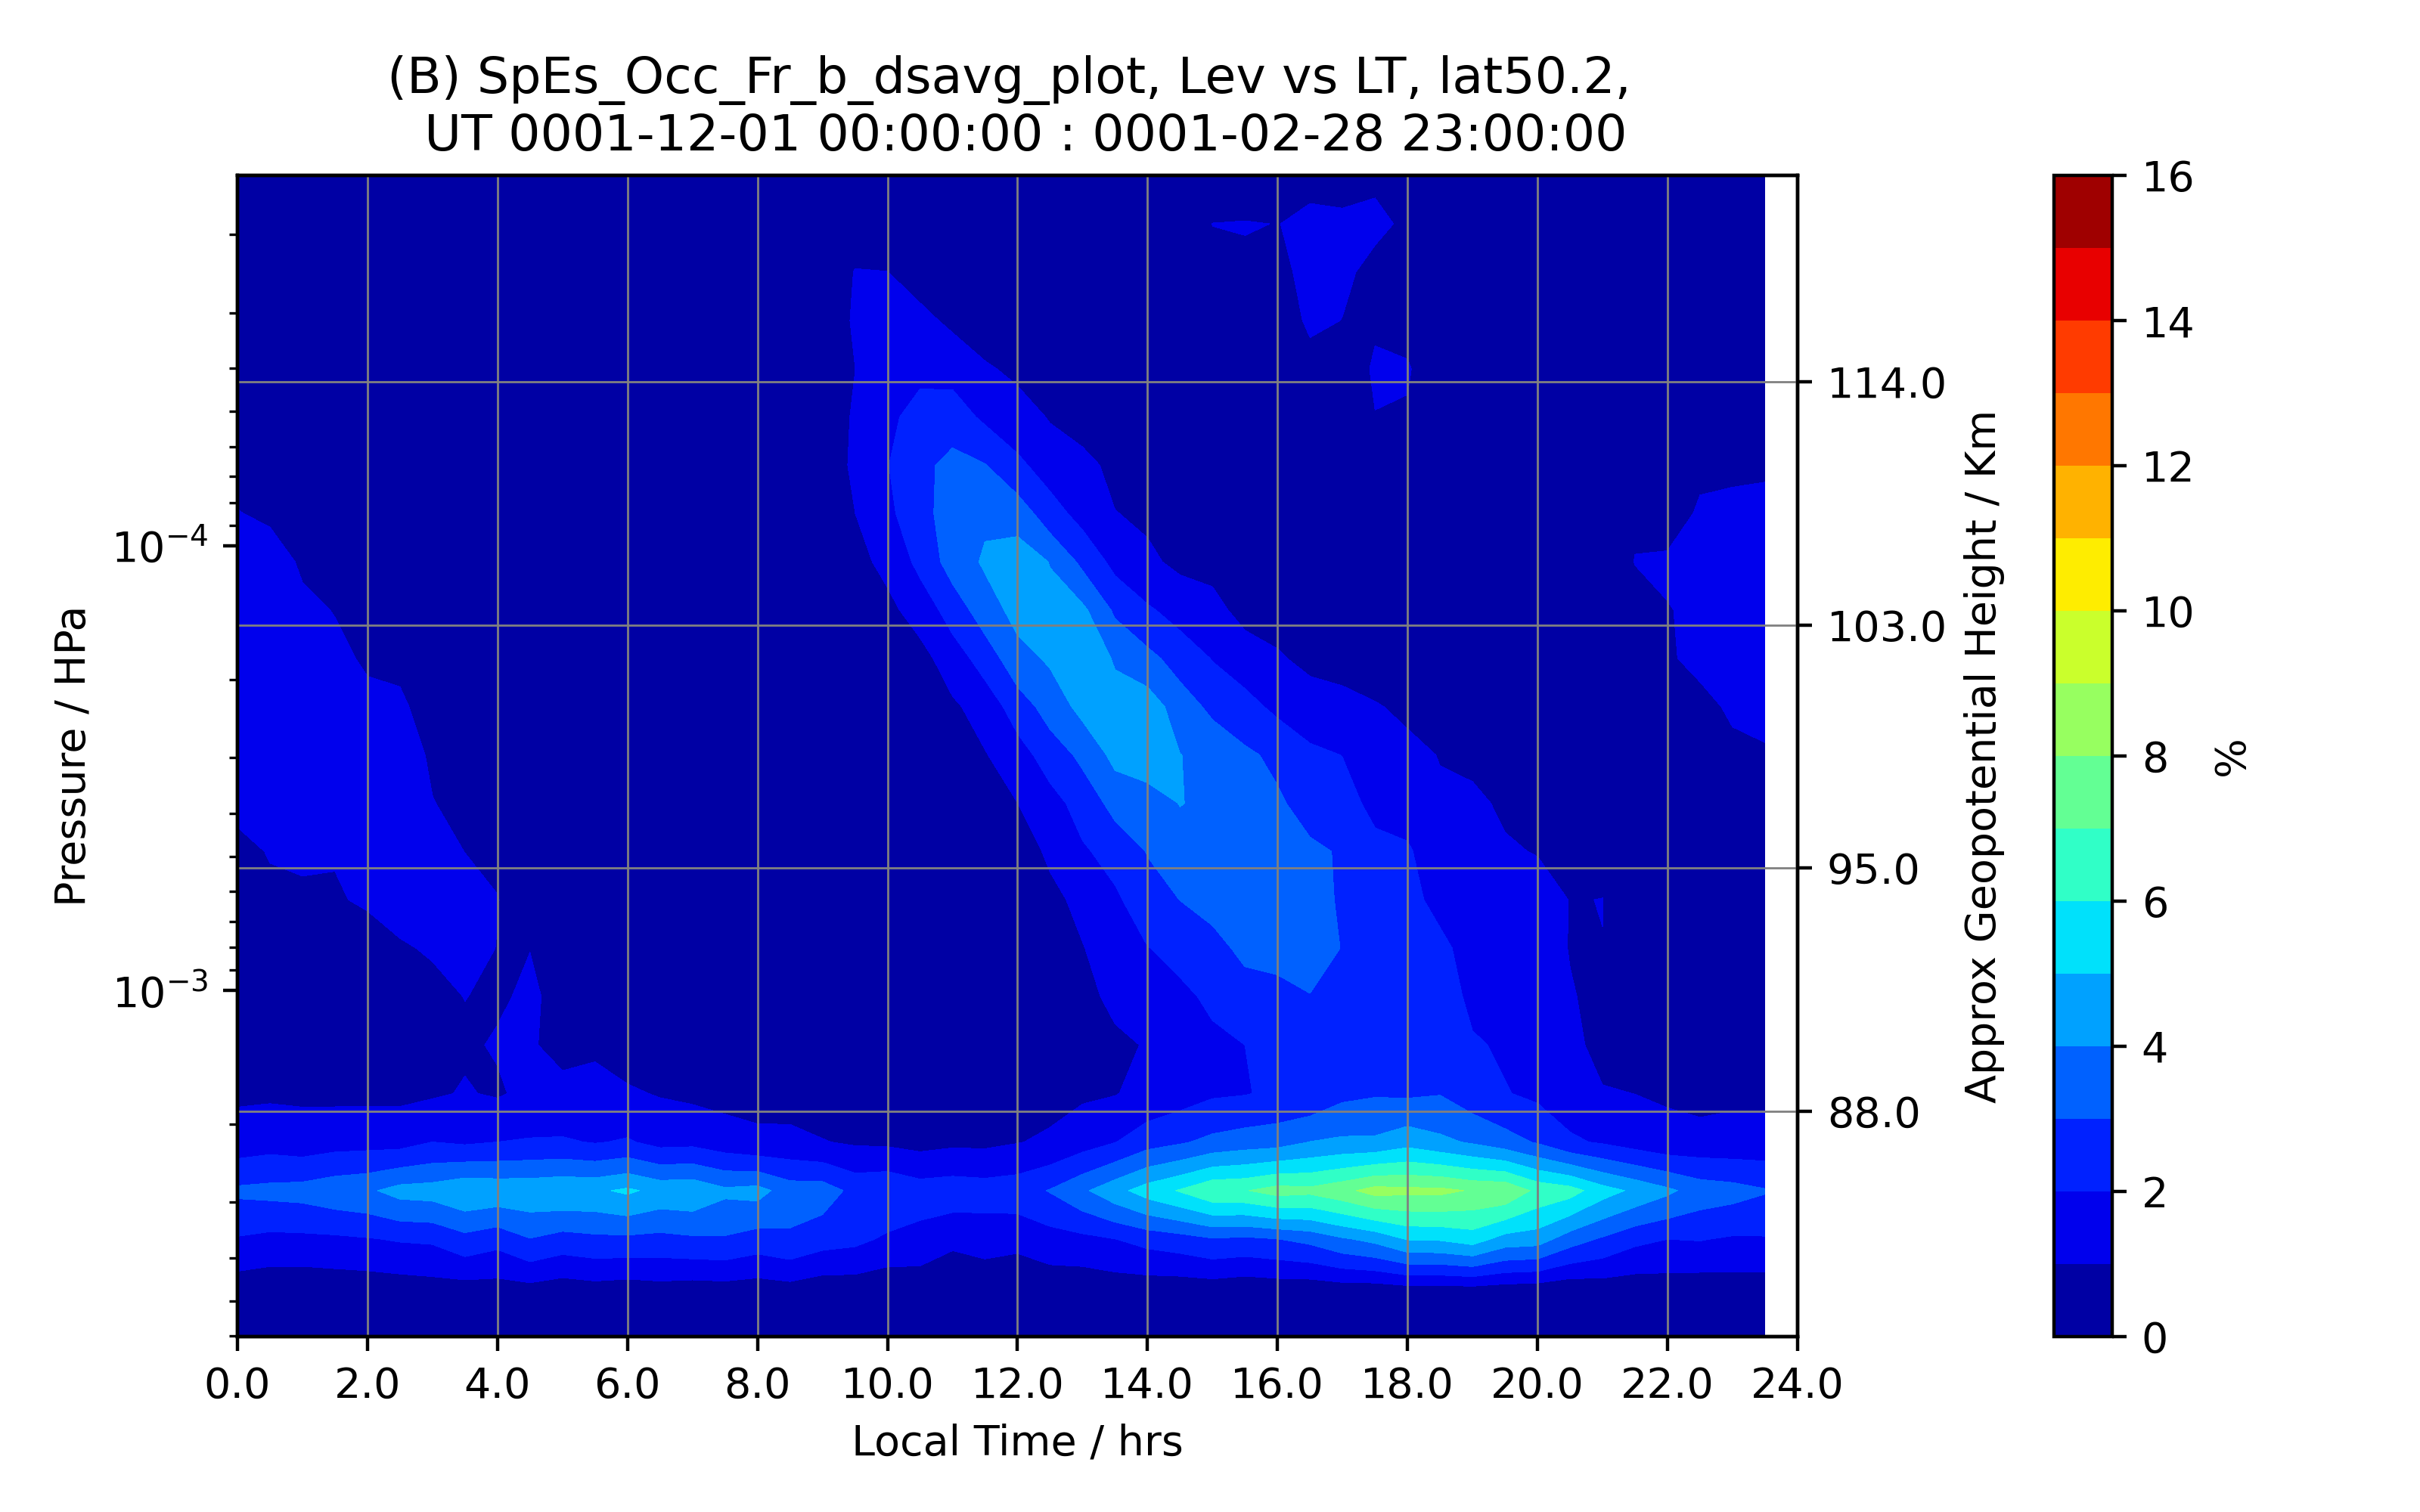 (B) SpEs_Occ_Fr_b_dsavg_plot, Lev vs LT, lat50.2,
UT 0001-12-01 00:00:00 : 0001-02-28 23:00:00
Pressure / HPa
10⁻⁴
10⁻³
0.0 2.0 4.0 6.0 8.0 10.0 12.0 14.0 16.0 18.0 20.0 22.0 24.0
Local Time / hrs
114.0
103.0
95.0
88.0
Approx Geopotential Height / Km
16
14
12
10
8
6
4
2
0
%